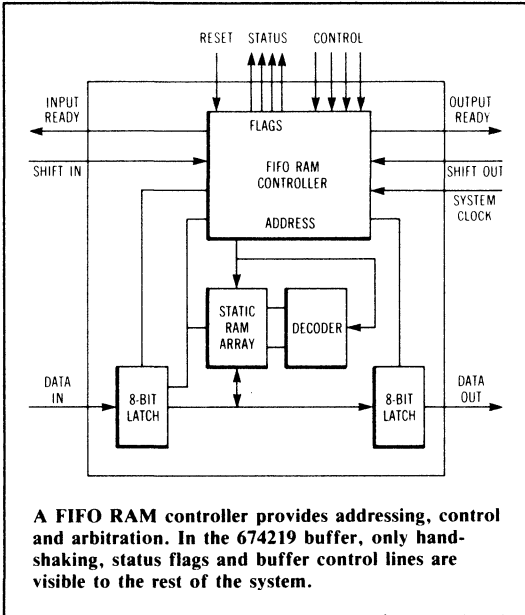 RESET STATUS CONTROL
INPUT
READY
OUTPUT
READY
FLAGS
FIFO RAM
CONTROLLER
SHIFT IN
SHIFT OUT
SYSTEM
CLOCK
ADDRESS
STATIC
RAM
ARRAY
DECODER
DATA
IN
8-BIT
LATCH
8-BIT
LATCH
DATA
OUT
A FIFO RAM controller provides addressing, control
and arbitration. In the 674219 buffer, only hand-
shaking, status flags and buffer control lines are
visible to the rest of the system.